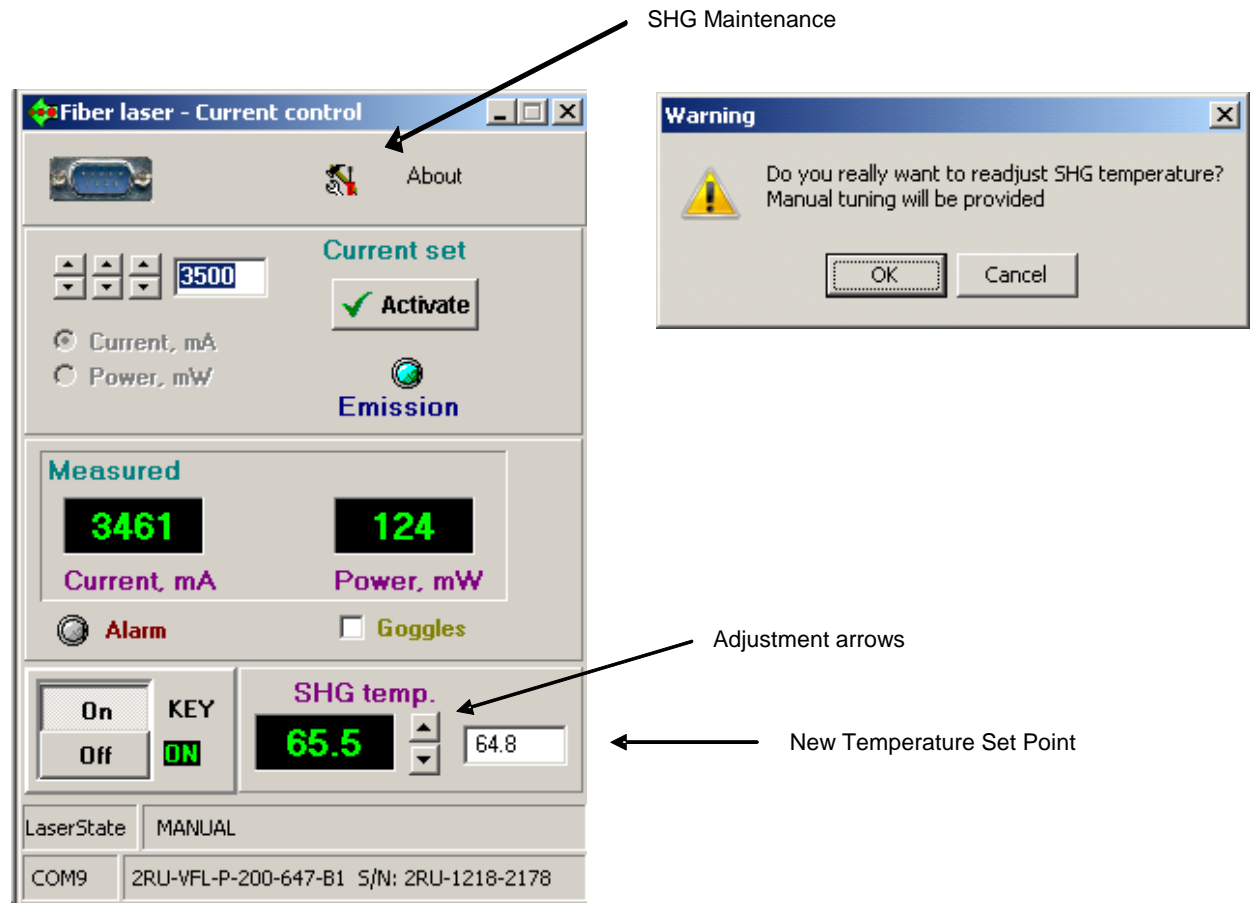 SHG Maintenance
Fiber laser - Current control
About
3500
Current set
Activate
Current, mA
Power, mW
Emission
Measured
3461
124
Current, mA
Power, mW
Alarm
Goggles
On
Off
KEY
ON
SHG temp.
65.5
64.8
LaserState
MANUAL
COM9
2RU-VFL-P-200-647-B1 S/N: 2RU-1218-2178
Warning
Do you really want to readjust SHG temperature?
Manual tuning will be provided
OK
Cancel
Adjustment arrows
New Temperature Set Point